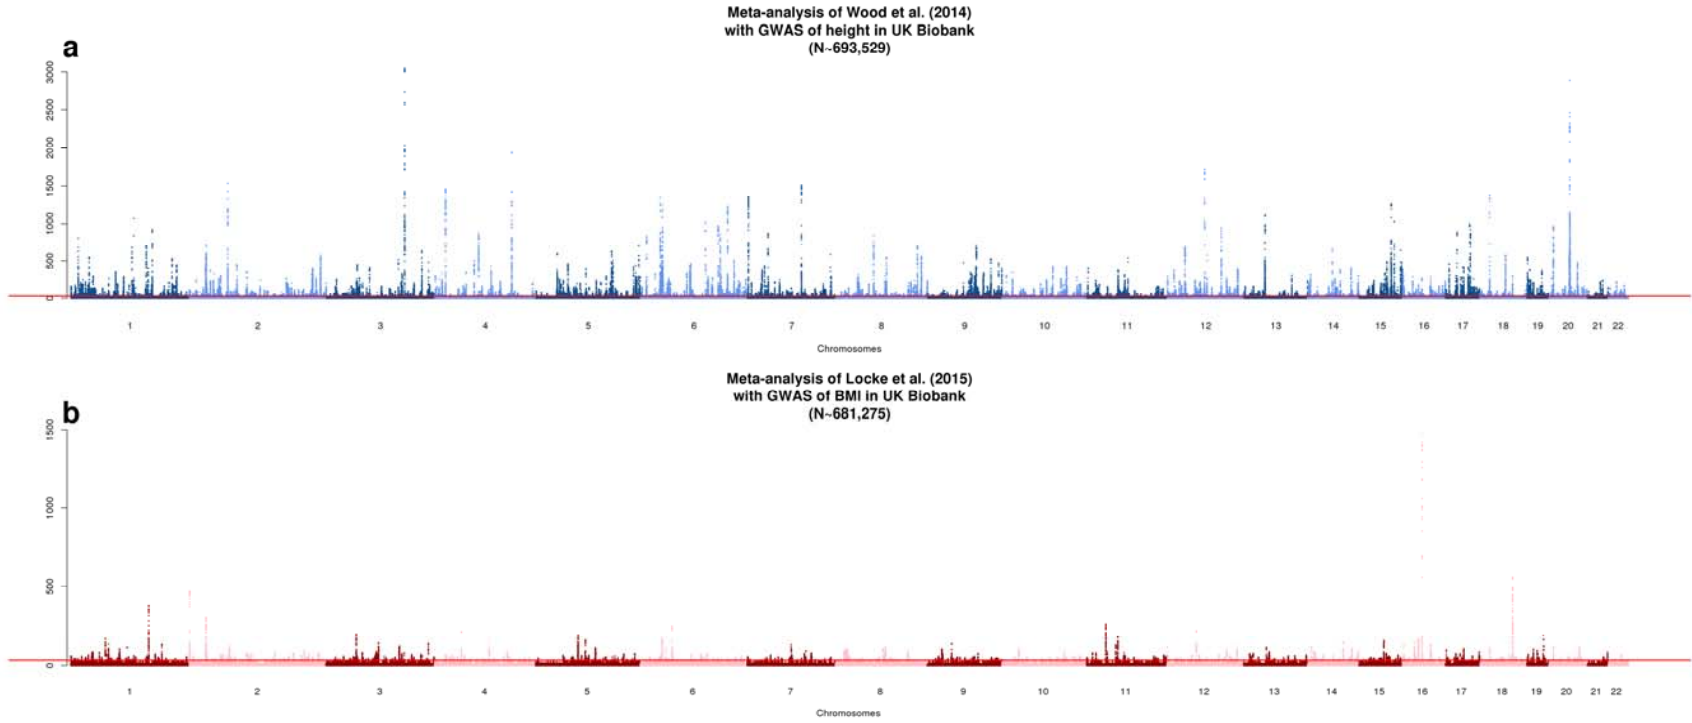 Meta-analysis of Wood et al. (2014)
with GWAS of height in UK Biobank
(N~693,529)
a
3000
2500
2000
1500
1000
500
0
1 2 3 4 5 6 7 8 9 10 11 12 13 14 15 16 17 18 19 20 21 22
Chromosomes
Meta-analysis of Locke et al. (2015)
with GWAS of BMI in UK Biobank
(N~681,275)
b
1500
1000
500
0
1 2 3 4 5 6 7 8 9 10 11 12 13 14 15 16 17 18 19 20 21 22
Chromosomes